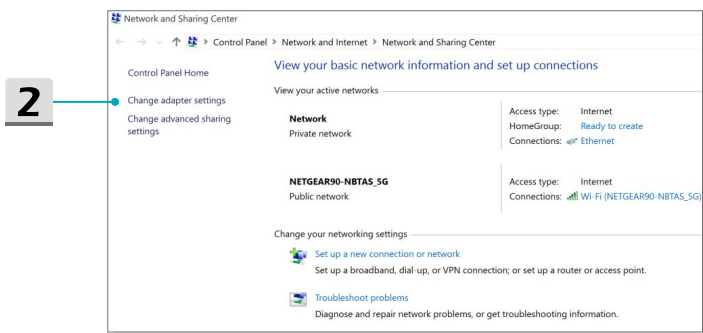 Network and Sharing Center
Control Panel > Network and Internet > Network and Sharing Center
2
Control Panel Home
Change adapter settings
Change advanced sharing
settings
View your basic network information and set up connections
View your active networks
Network
Private network
Access type: Internet
HomeGroup: Ready to create
Connections: Ethernet
NETGEAR90-NBTAS_5G
Public network
Access type: Internet
Connections: Wi-Fi (NETGEAR90-NBTAS_5G)
Change your networking settings
Set up a new connection or network
Set up a broadband, dial-up, or VPN connection; or set up a router or access point.
Troubleshoot problems
Diagnose and repair network problems, or get troubleshooting information.